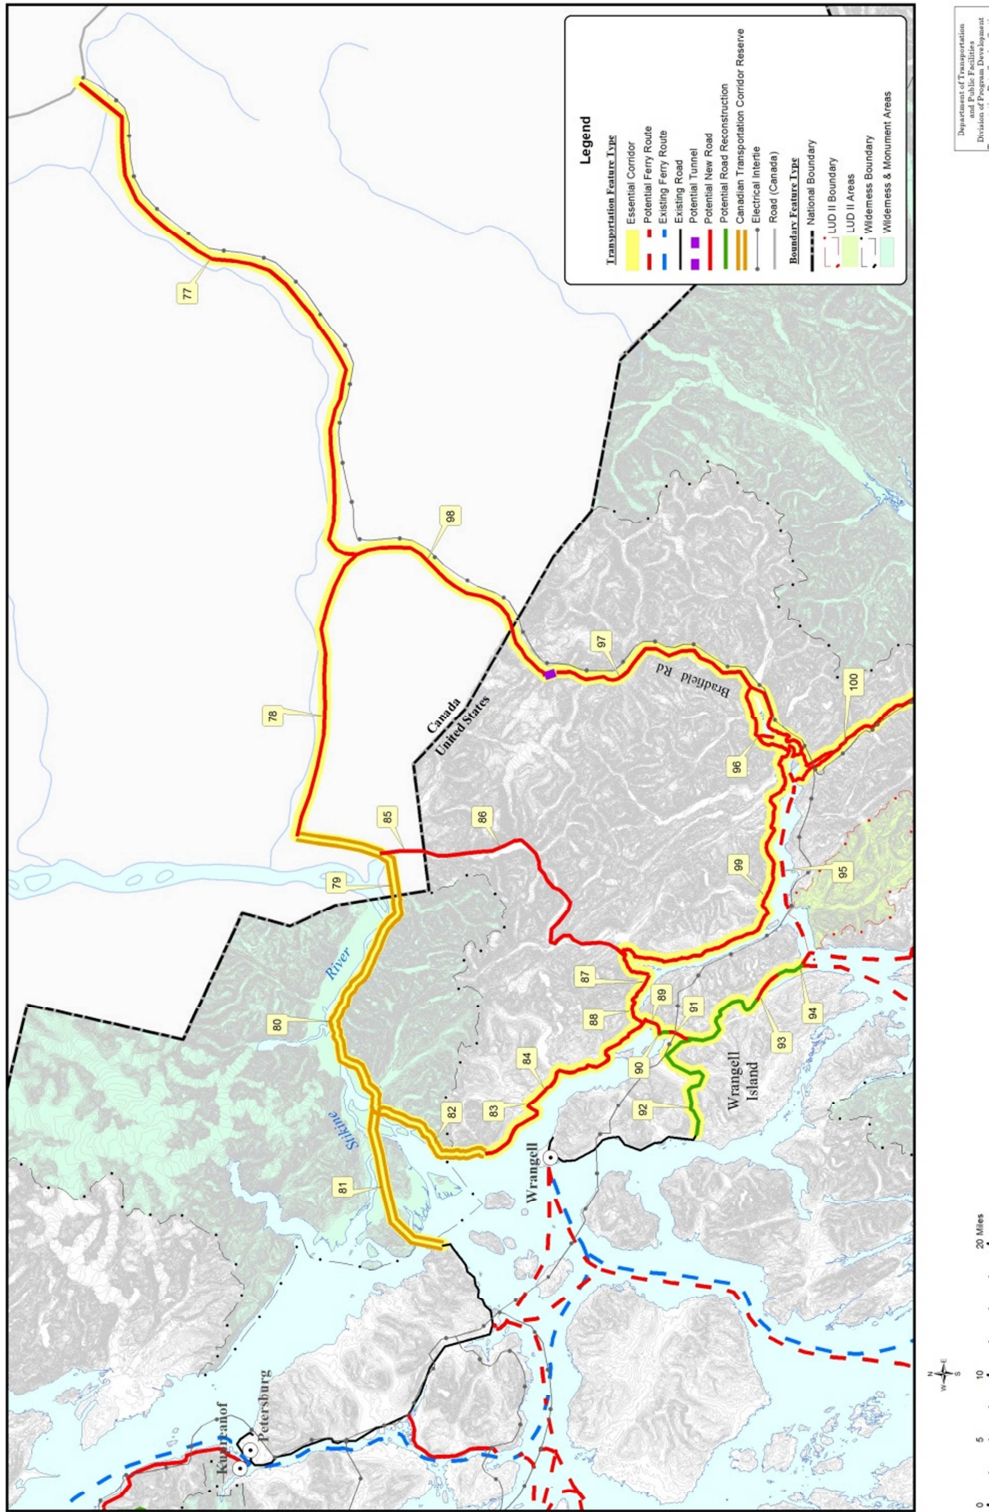 Department of Transportation
and Public Facilities
Division of Program Development
Legend
Transportation Feature Type
Essential Corridor
Potential Ferry Route
Existing Ferry Route
Existing Road
Potential Tunnel
Potential New Road
Potential Road Reconstruction
Canadian Transportation Corridor Reserve
Electrical Intertie
Road (Canada)
Boundary Feature Type
National Boundary
LUD II Boundary
LUD II Areas
Wilderness Boundary
Wilderness & Monument Areas
77
98
78
97
Bradfield Rd
Canada
United States
100
96
85
86
79
99
95
River
80
87
88
89
91
94
93
90
84
Wrangell
Island
92
83
82
Stikine
81
Wrangell
Petersburg
N
E
S
W
0
5
10
20 Miles